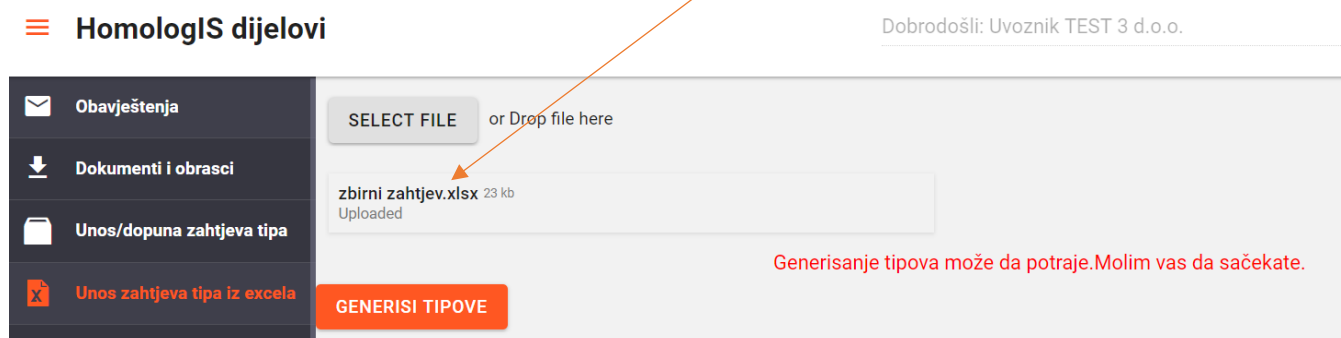 HomologIS dijelovi
Dobrodošli: Uvoznik TEST 3 d.o.o.
Obavještenja
Dokumenti i obrasci
Unos/dopuna zahtjeva tipa
Unos zahtjeva tipa iz excela
SELECT FILE or Drop file here
zbirni zahtjev.xlsx 23 kb
Uploaded
Generisanje tipova može da potraje.Molim vas da sačekate.
GENERISI TIPOVE